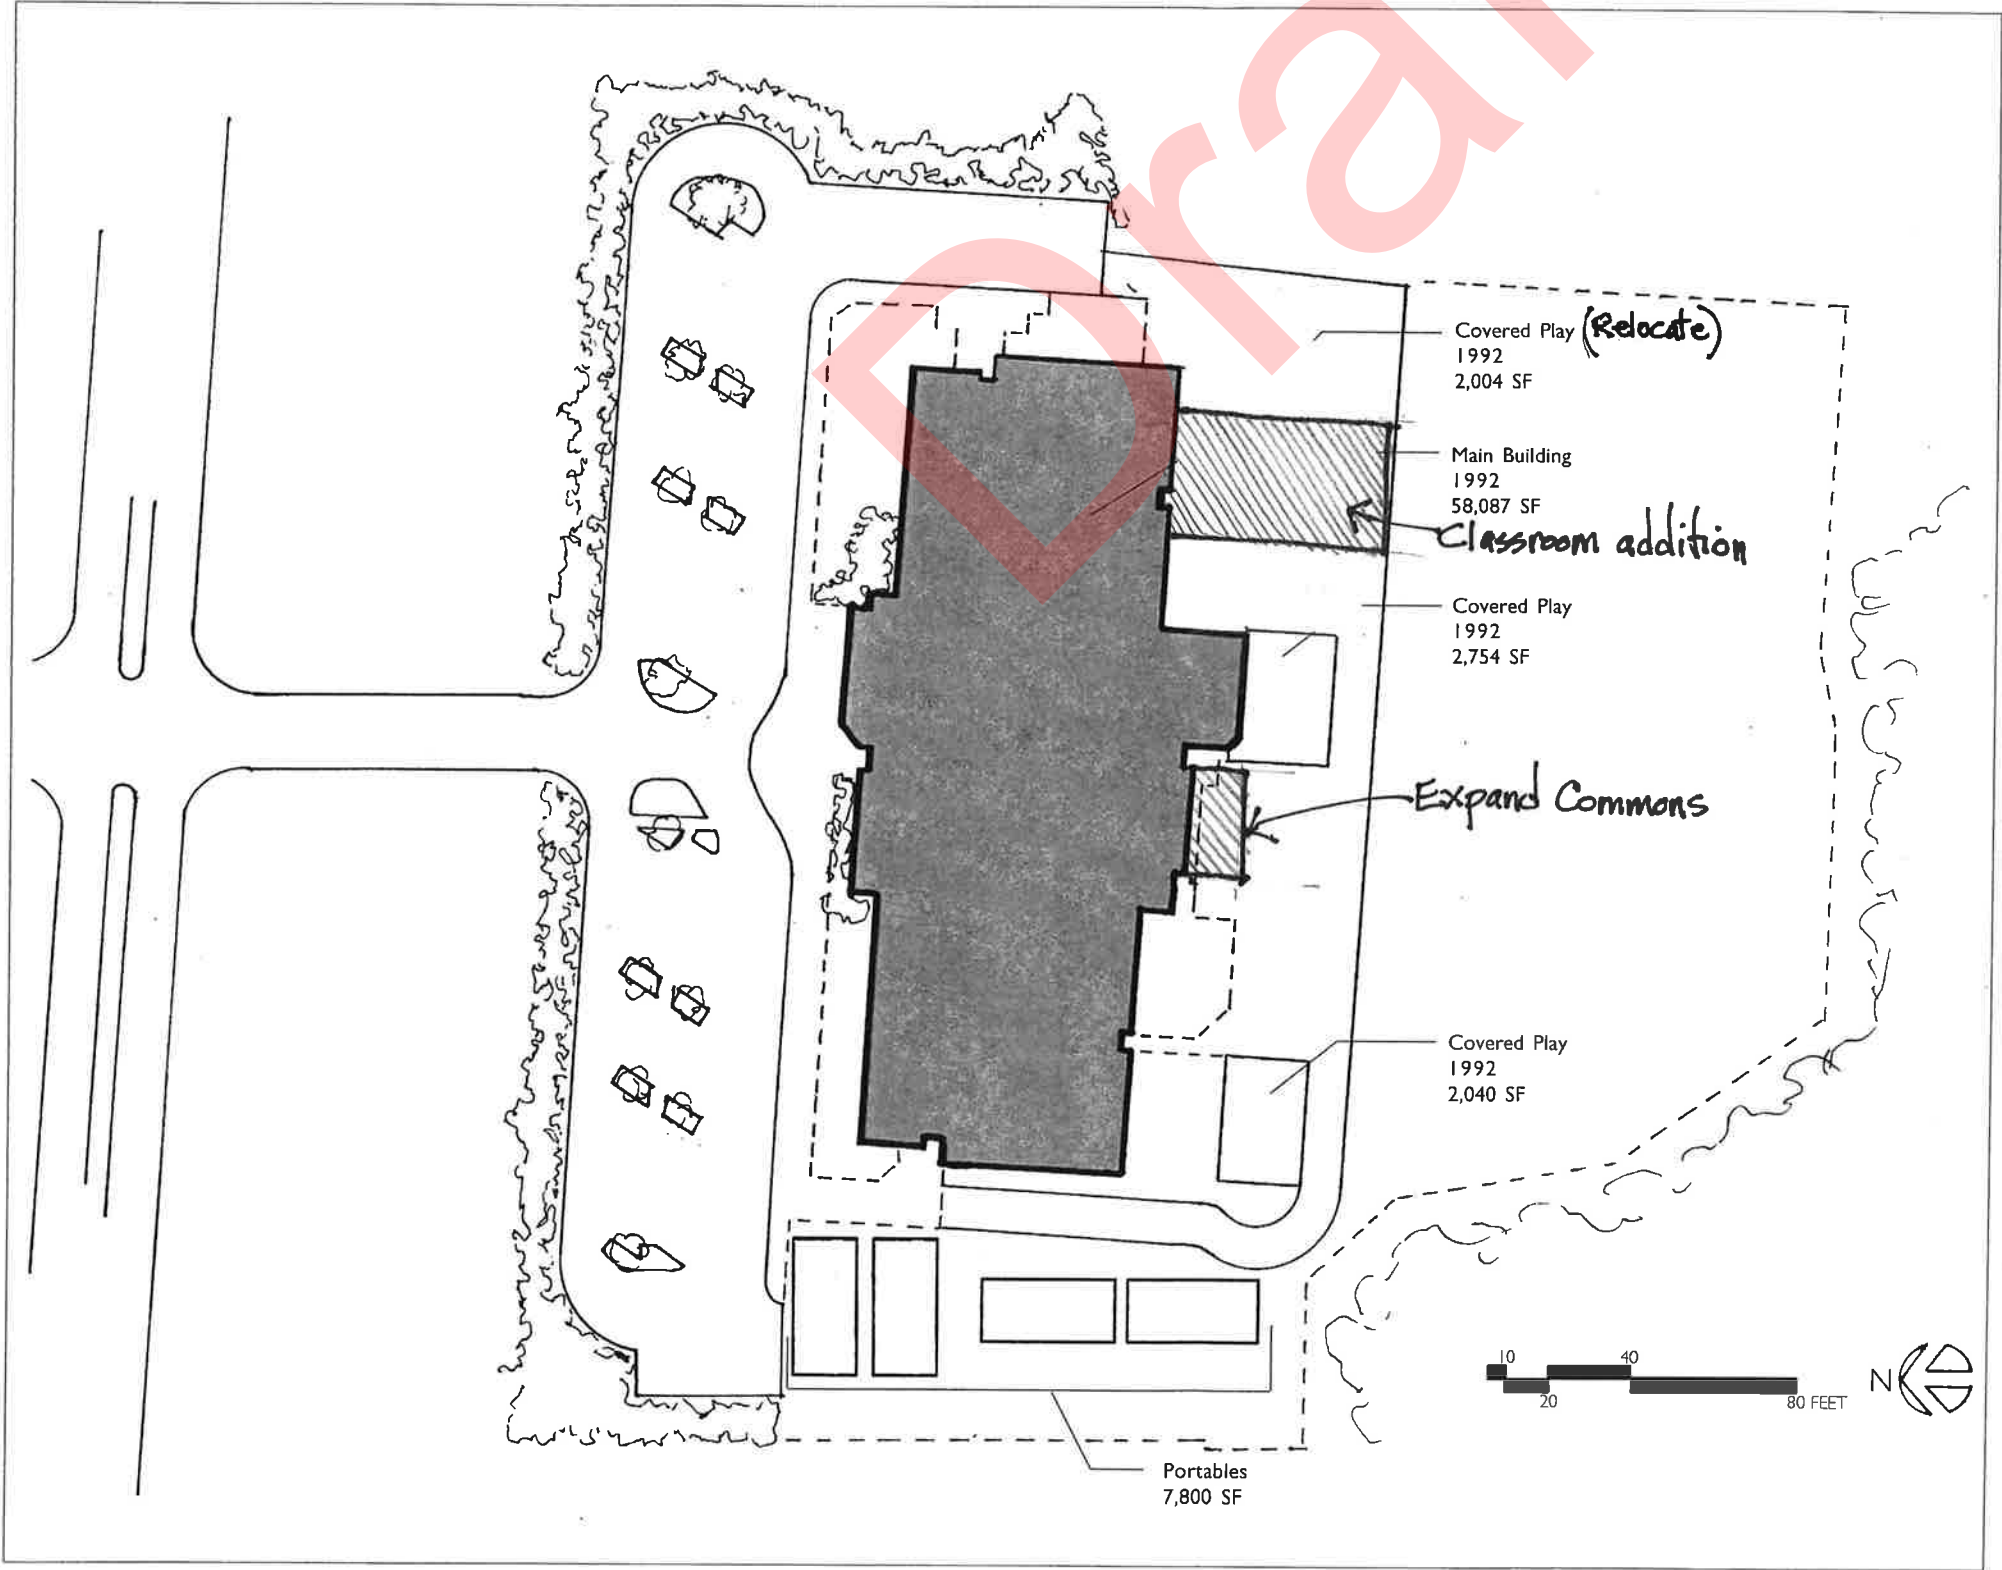 Draf
Covered Play (Relocate)
1992
2,004 SF
Main Building
1992
58,087 SF
Classroom addition
Covered Play
1992
2,754 SF
Expand Commons
Covered Play
1992
2,040 SF
10 40
20 80 FEET
N
Portables
7,800 SF